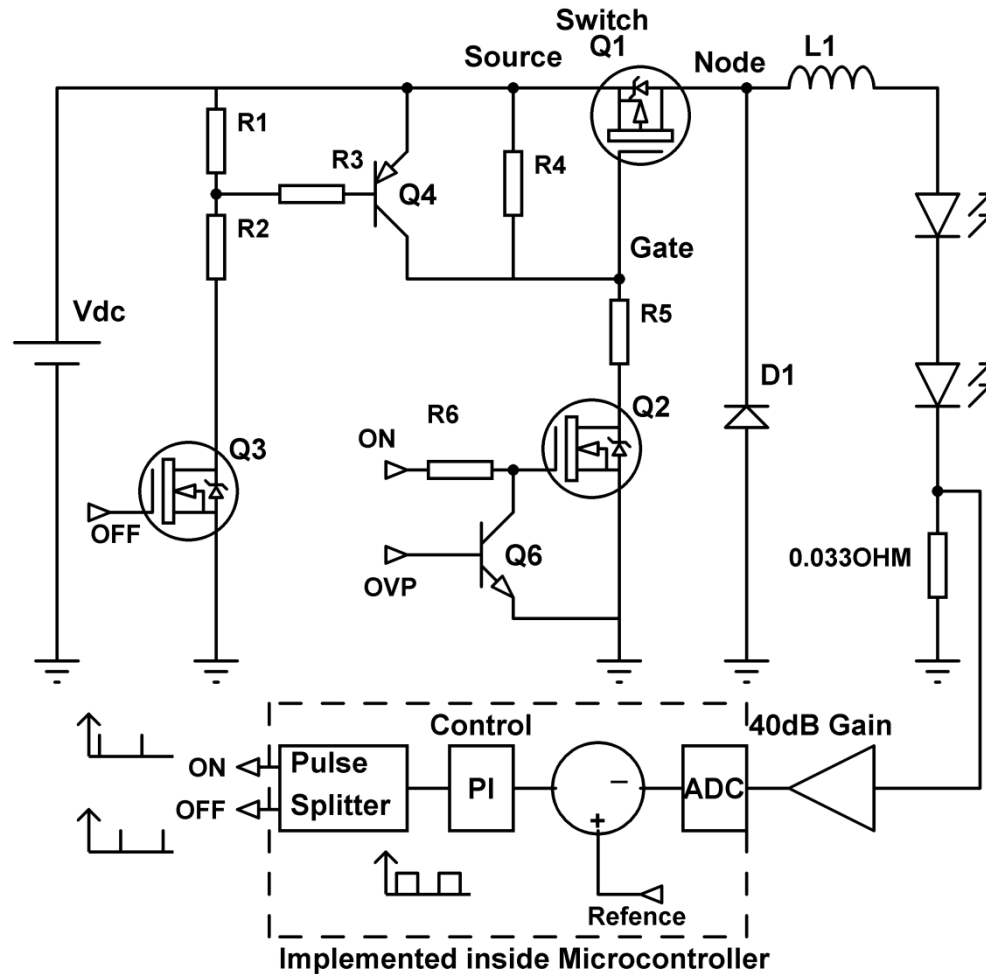 Switch
Q1
L1
Source
Node
R1
R3
R4
Q4
R2
Gate
Vdc
R5
D1
Q2
R6
ON
Q3
OFF
0.033OHM
Q6
OVP
Control
40dB Gain
ON
Pulse
PI
−
ADC
OFF
Splitter
+
Refence
Implemented inside Microcontroller